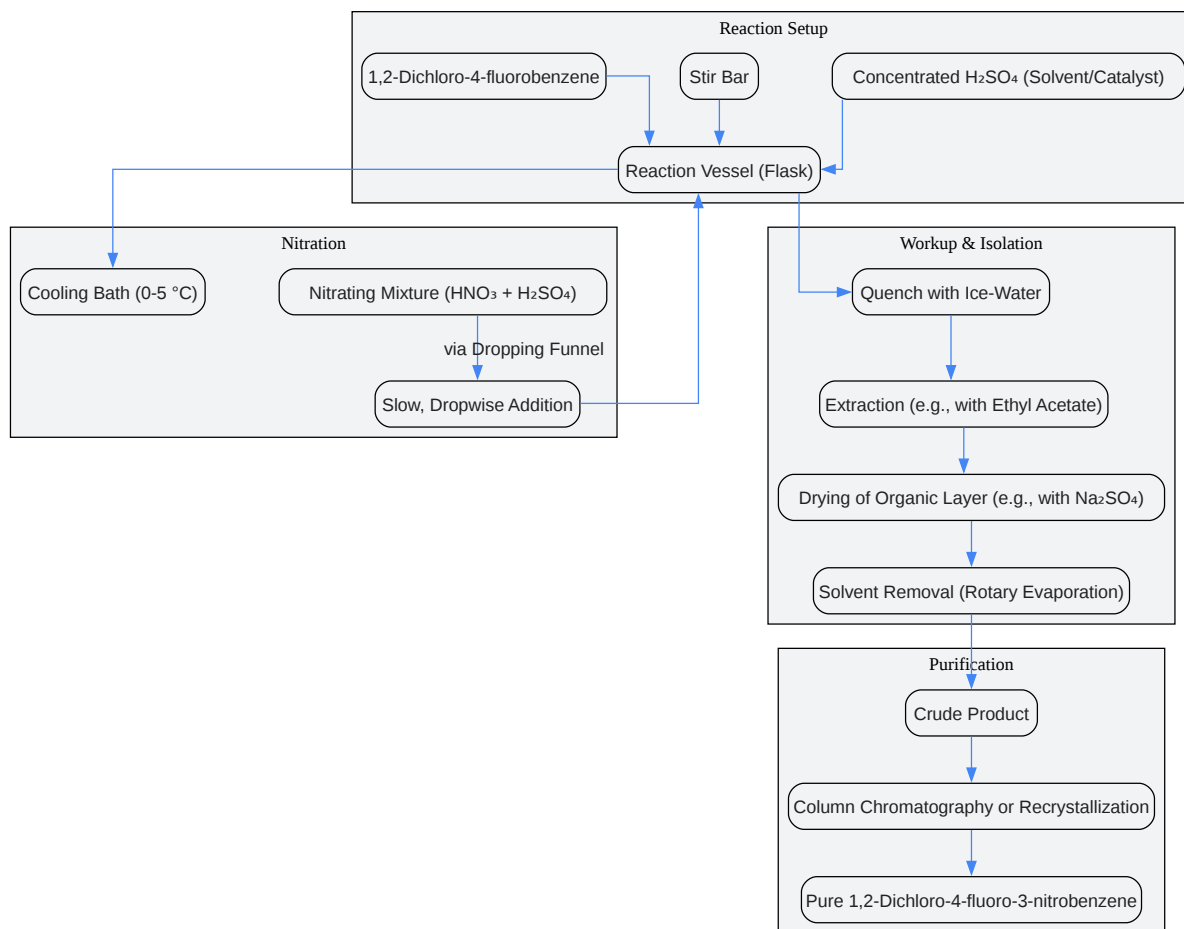 Reaction Setup
1,2-Dichloro-4-fluorobenzene
Stir Bar
Concentrated H₂SO₄ (Solvent/Catalyst)
Reaction Vessel (Flask)
Nitration
Cooling Bath (0-5 °C)
Nitrating Mixture (HNO₃ + H₂SO₄)
via Dropping Funnel
Slow, Dropwise Addition
Workup & Isolation
Quench with Ice-Water
Extraction (e.g., with Ethyl Acetate)
Drying of Organic Layer (e.g., with Na₂SO₄)
Solvent Removal (Rotary Evaporation)
Purification
Crude Product
Column Chromatography or Recrystallization
Pure 1,2-Dichloro-4-fluoro-3-nitrobenzene